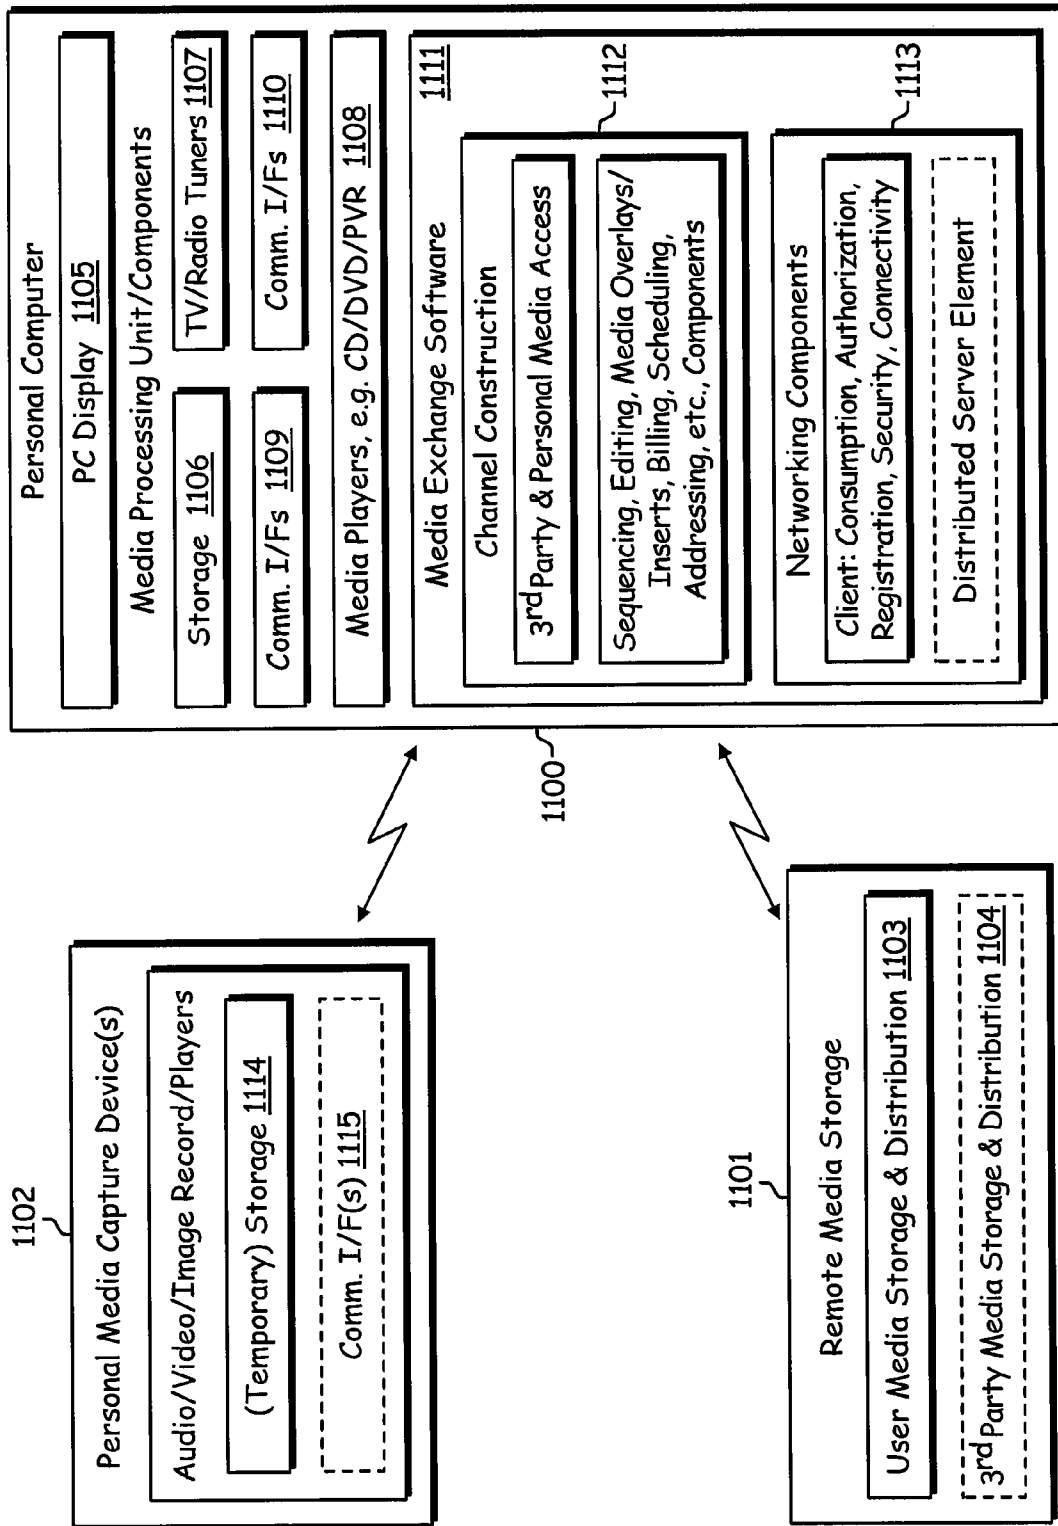 1102
Personal Media Capture Device(s)
Audio/Video/Image Record/Players
(Temporary) Storage 1114
Comm. I/F(s) 1115
1101
Remote Media Storage
User Media Storage & Distribution 1103
3rd Party Media Storage & Distribution 1104
1100
Personal Computer
PC Display 1105
Media Processing Unit/Components
Storage 1106
TV/Radio Tuners 1107
Comm. I/Fs 1109
Comm. I/Fs 1110
Media Players, e.g. CD/DVD/PVR 1108
Media Exchange Software
1111
Channel Construction
1112
3rd Party & Personal Media Access
Sequencing, Editing, Media Overlays/
Inserts, Billing, Scheduling,
Addressing, etc., Components
Networking Components
1113
Client: Consumption, Authorization,
Registration, Security, Connectivity
Distributed Server Element